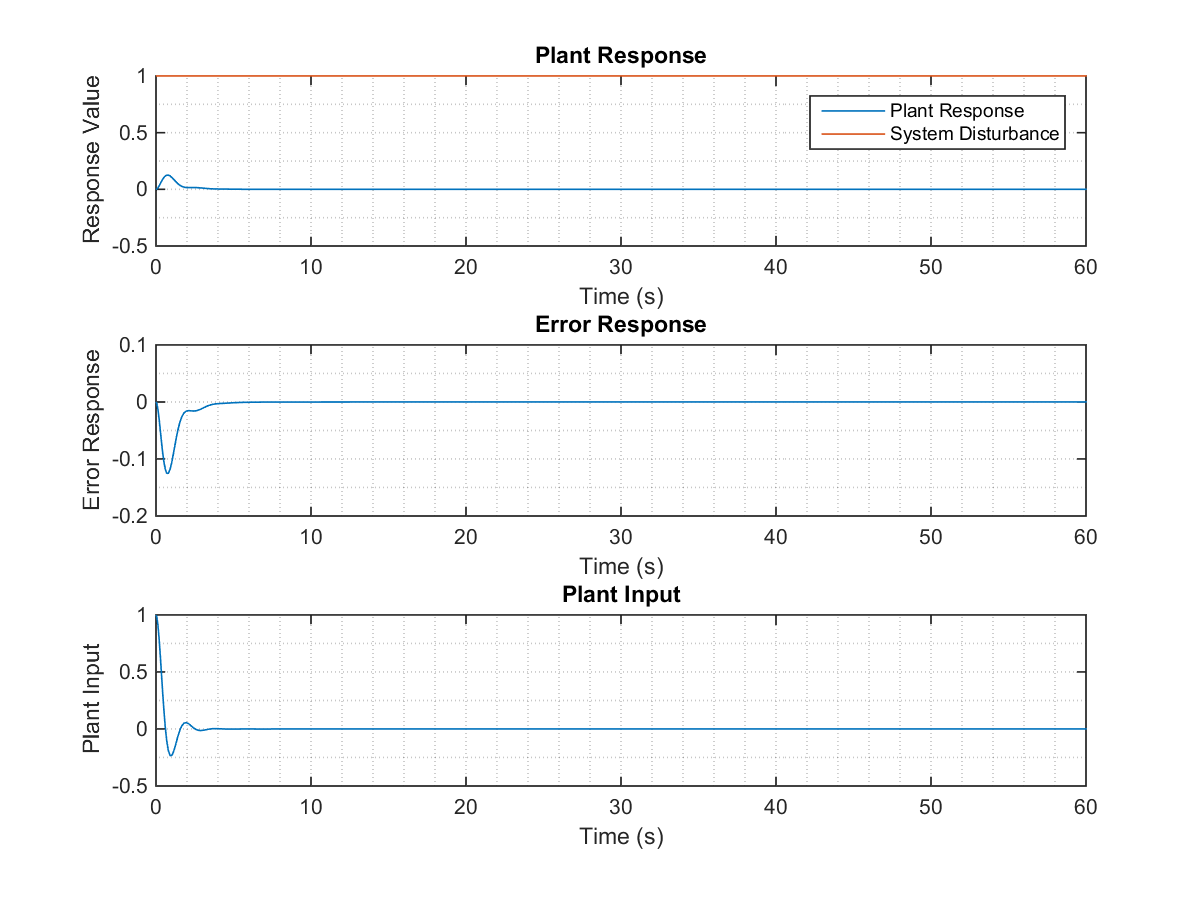 Plant Response
Response Value
1
0.5
0
-0.5
Plant Response
System Disturbance
0 10 20 30 40 50 60
Time (s)
Error Response
Error Response
0.1
0
-0.1
-0.2
0 10 20 30 40 50 60
Time (s)
Plant Input
Plant Input
1
0.5
0
-0.5
0 10 20 30 40 50 60
Time (s)